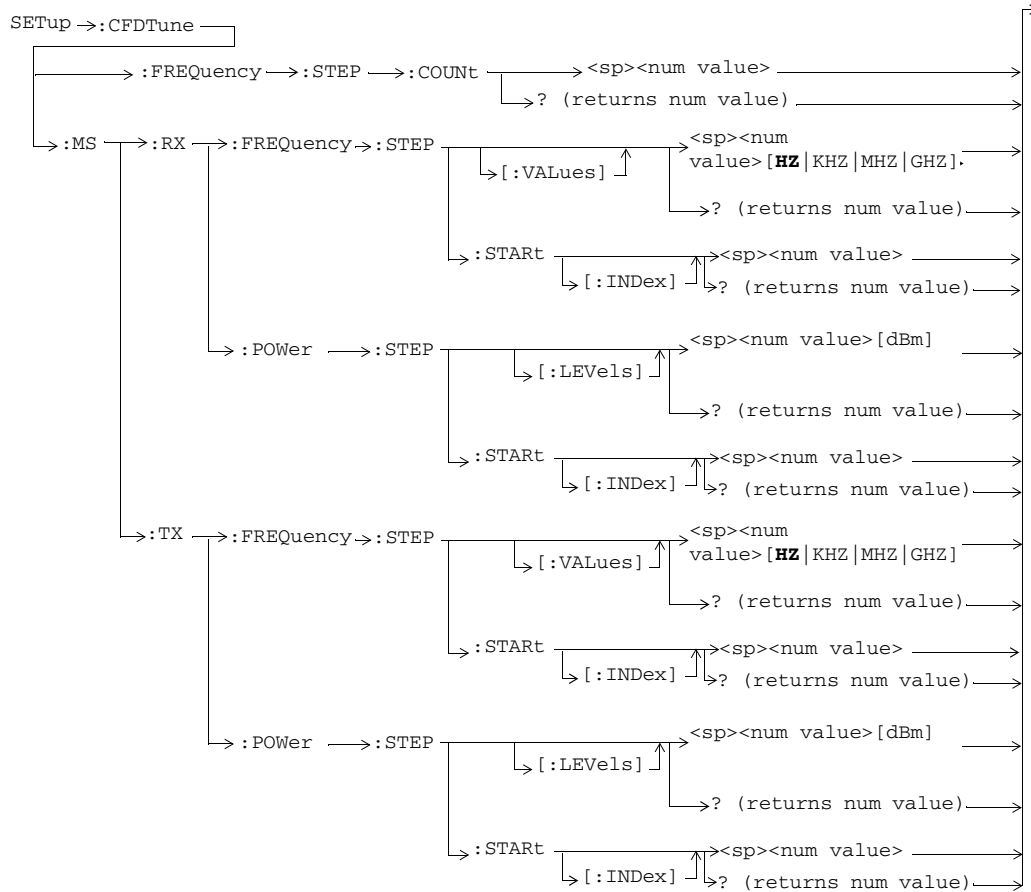 SETup :CFDTune
:FREQuency :STEP :COUNt <sp><num value>
? (returns num value)
:MS :RX :FREQuency :STEP <sp><num
value>[HZ|KHZ|MHZ|GHZ]
[:VALues]
? (returns num value)
:STARt <sp><num value>
[:INDex] ? (returns num value)
:POWer :STEP <sp><num value>[dBm]
[:LEVels]
? (returns num value)
:STARt <sp><num value>
[:INDex] ? (returns num value)
:TX :FREQuency :STEP <sp><num
value>[HZ|KHZ|MHZ|GHZ]
[:VALues]
? (returns num value)
:STARt <sp><num value>
[:INDex] ? (returns num value)
:POWer :STEP <sp><num value>[dBm]
[:LEVels]
? (returns num value)
:STARt <sp><num value>
[:INDex] ? (returns num value)